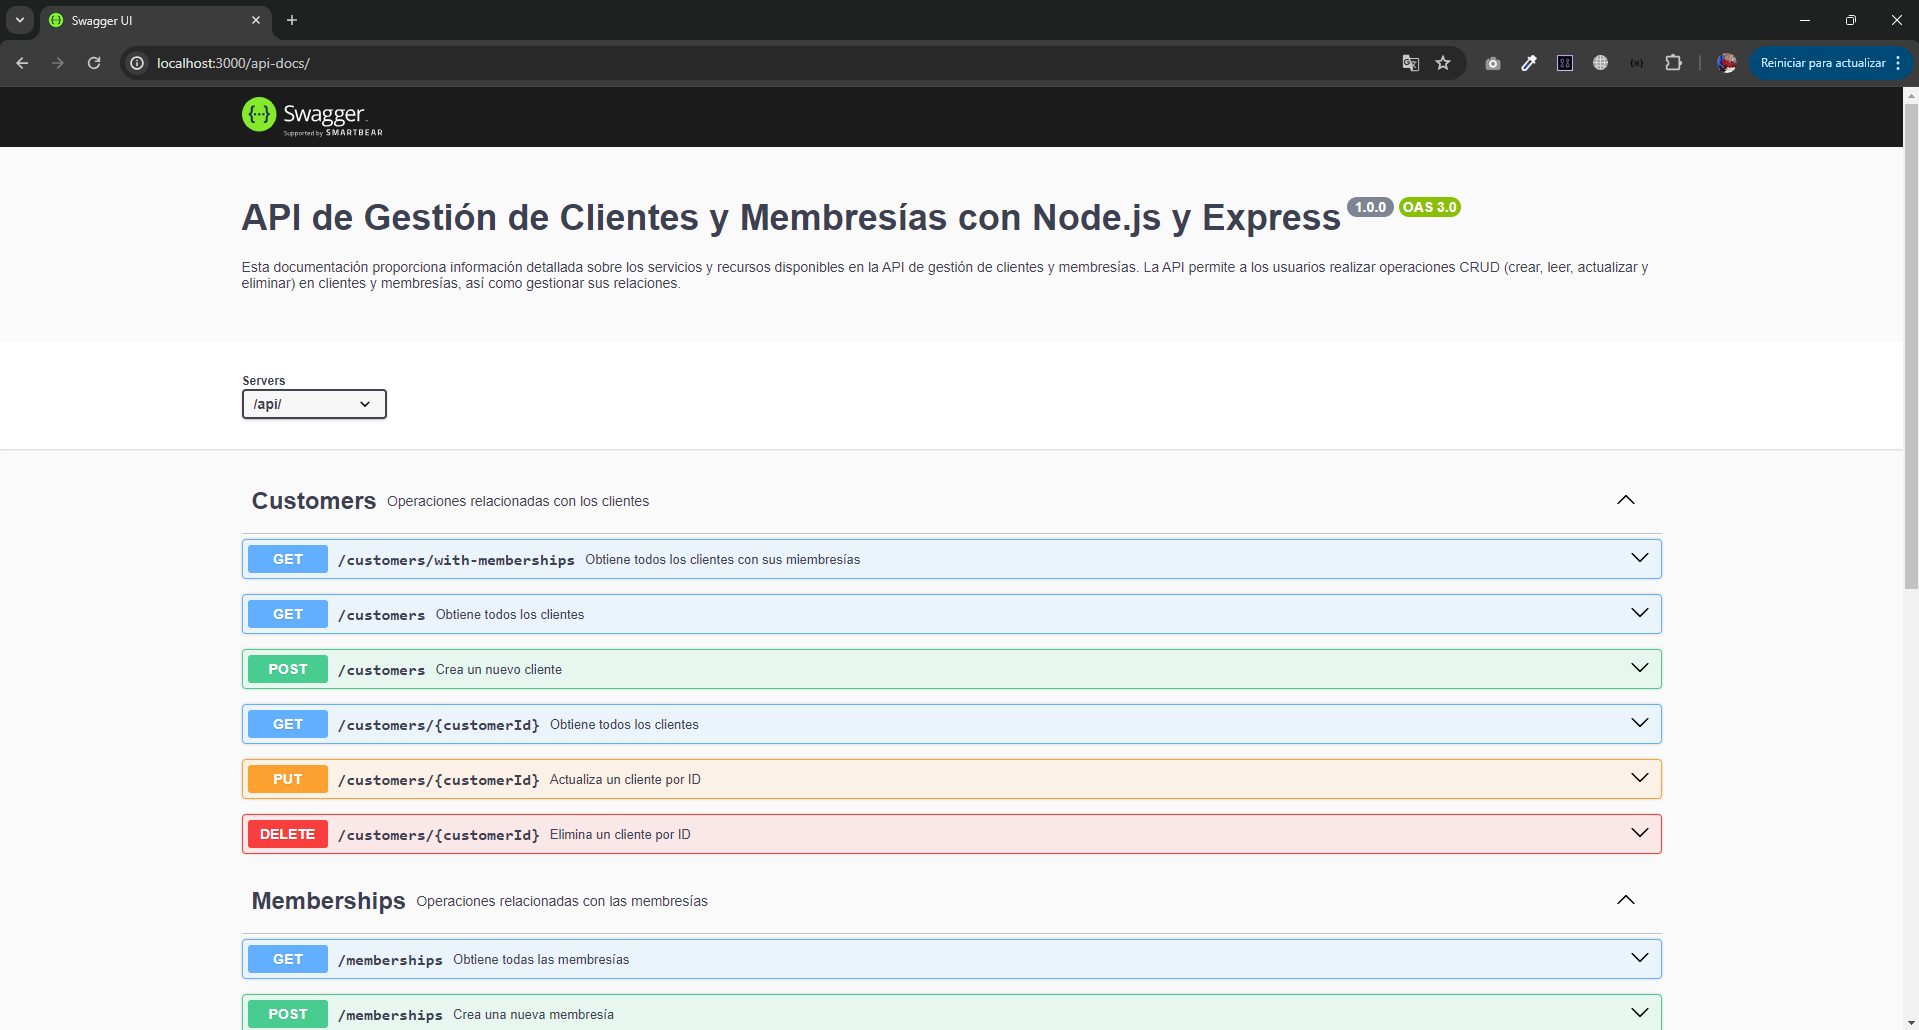 Swagger UI
localhost:3000/api-docs/
Reiniciar para actualizar
Swagger
Supported by SMARTBEAR
API de Gestión de Clientes y Membresías con Node.js y Express 1.0.0 OAS 3.0
Esta documentación proporciona información detallada sobre los servicios y recursos disponibles en la API de gestión de clientes y membresías. La API permite a los usuarios realizar operaciones CRUD (crear, leer, actualizar y
eliminar) en clientes y membresías, así como gestionar sus relaciones.
Servers
/api/
Customers Operaciones relacionadas con los clientes
GET /customers/with-memberships Obtiene todos los clientes con sus miembresías
GET /customers Obtiene todos los clientes
POST /customers Crea un nuevo cliente
GET /customers/{customerId} Obtiene todos los clientes
PUT /customers/{customerId} Actualiza un cliente por ID
DELETE /customers/{customerId} Elimina un cliente por ID
Memberships Operaciones relacionadas con las membresías
GET /memberships Obtiene todas las membresías
POST /memberships Crea una nueva membresía